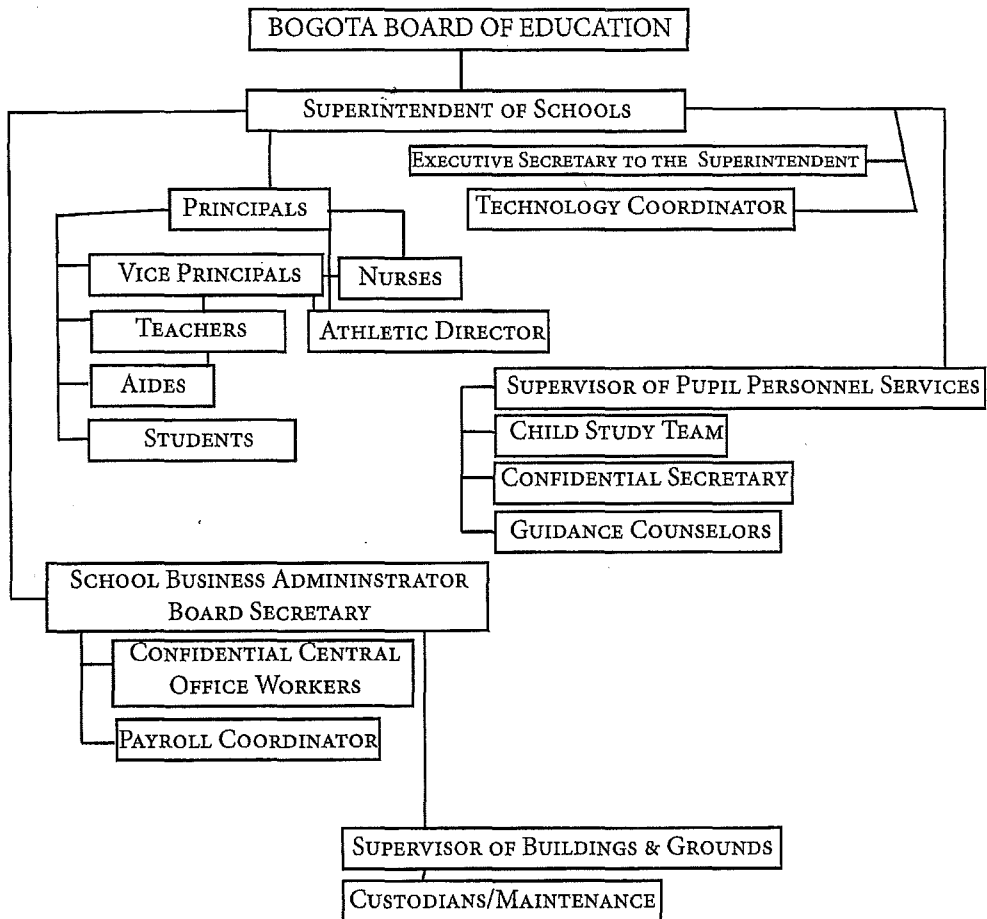 BOGOTA BOARD OF EDUCATION
SUPERINTENDENT OF SCHOOLS
EXECUTIVE SECRETARY TO THE SUPERINTENDENT
PRINCIPALS
TECHNOLOGY COORDINATOR
VICE PRINCIPALS
NURSES
TEACHERS
ATHLETIC DIRECTOR
AIDES
SUPERVISOR OF PUPIL PERSONNEL SERVICES
STUDENTS
CHILD STUDY TEAM
CONFIDENTIAL SECRETARY
GUIDANCE COUNSELORS
SCHOOL BUSINESS ADMININSTRATOR
BOARD SECRETARY
CONFIDENTIAL CENTRAL
OFFICE WORKERS
PAYROLL COORDINATOR
SUPERVISOR OF BUILDINGS & GROUNDS
CUSTODIANS/MAINTENANCE